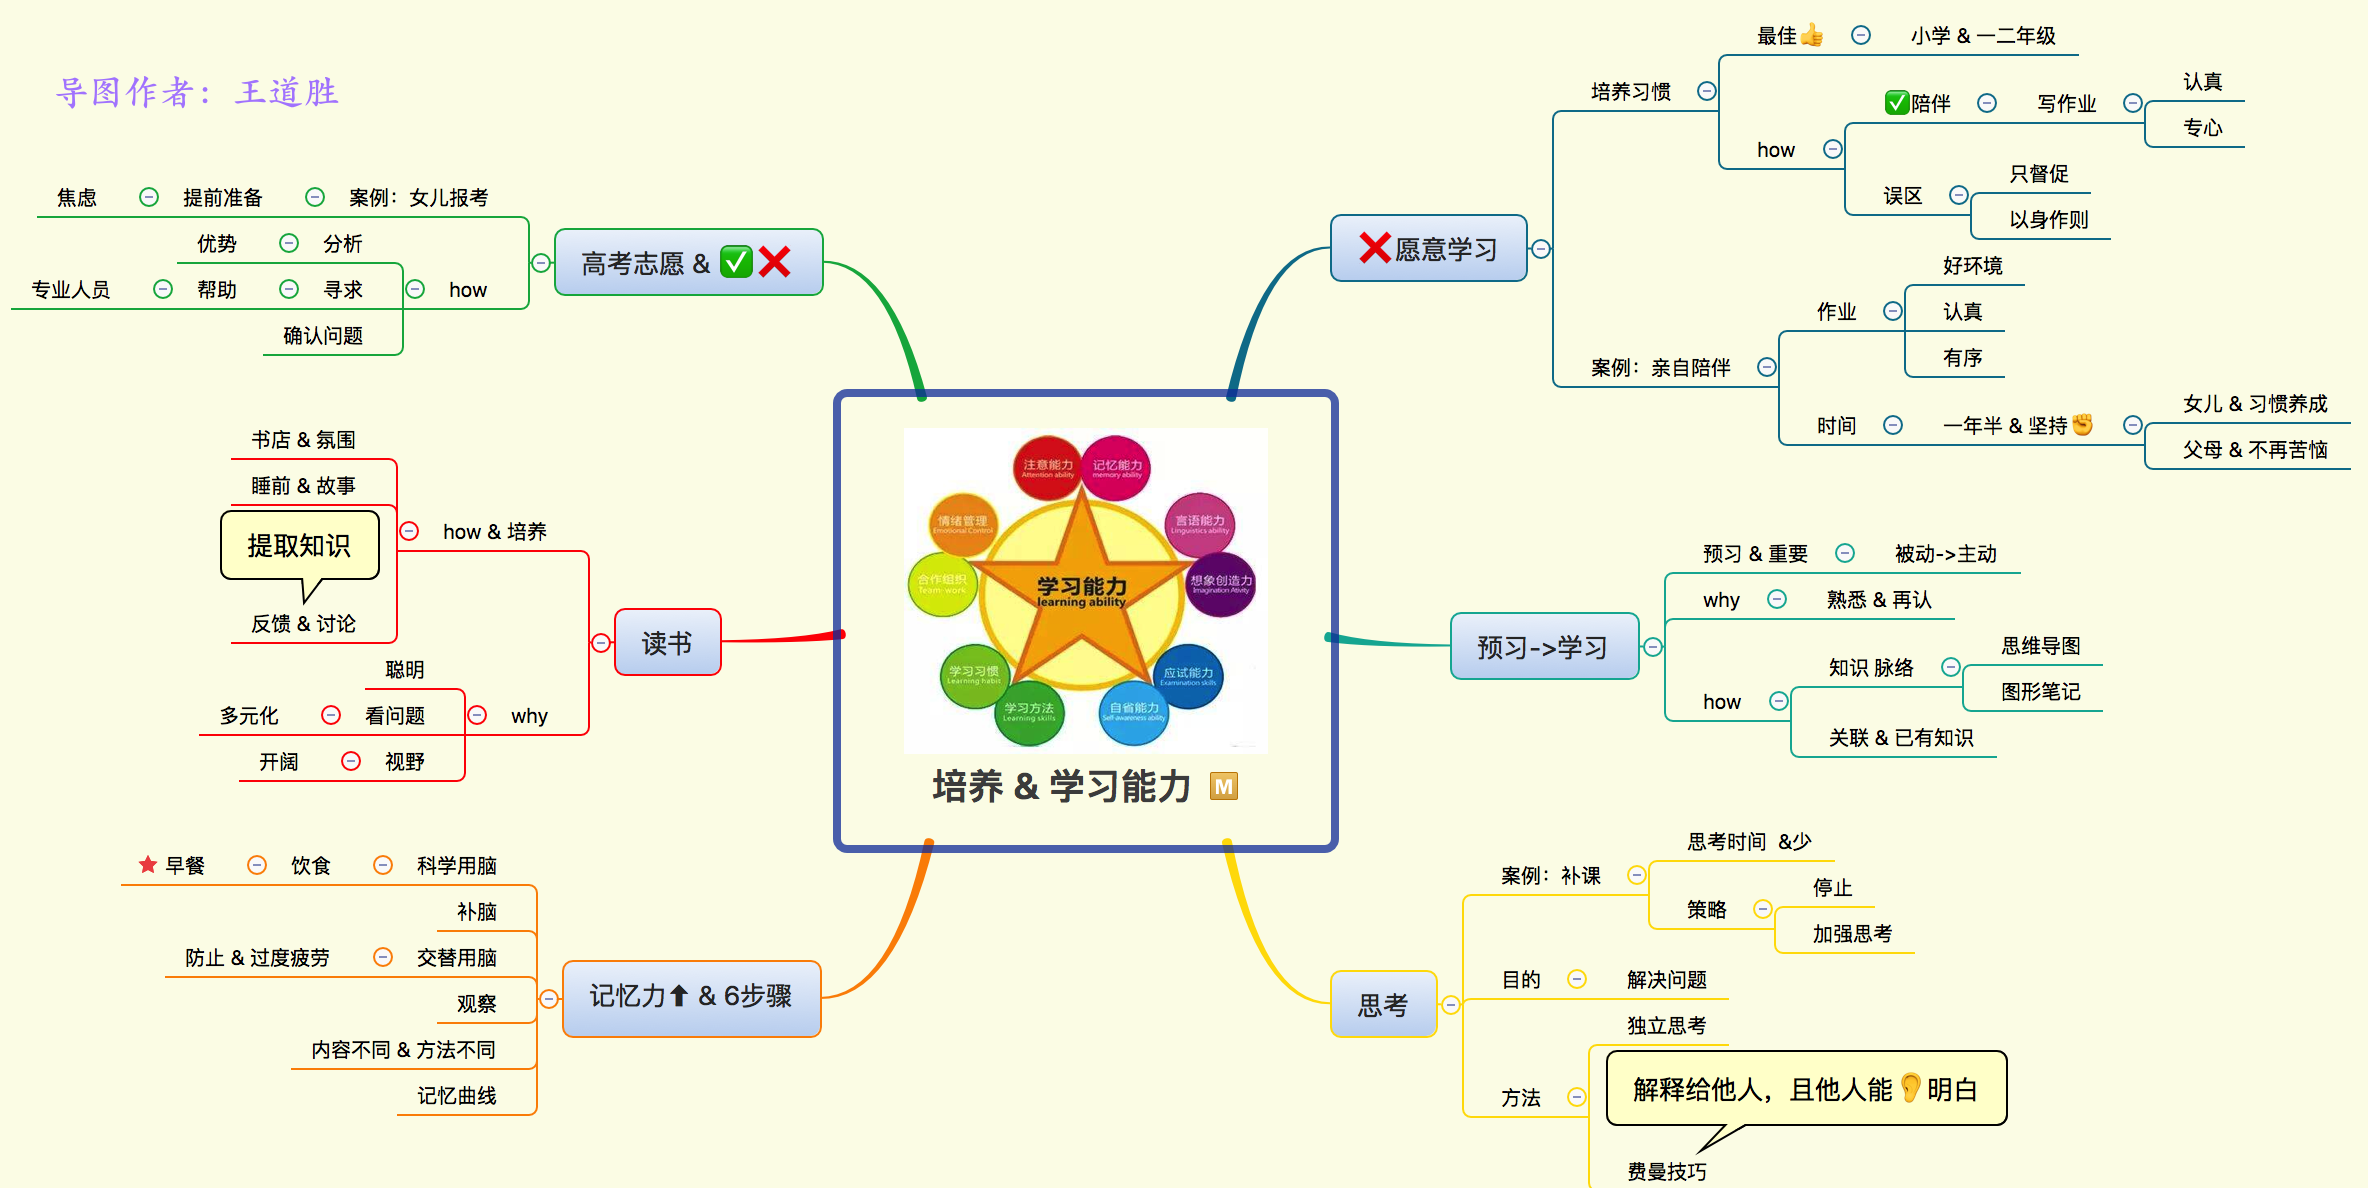 导图作者：王道胜
培养 & 学习能力 M
注意能力
Attention ability
记忆能力
memory ability
言语能力
Linguistics ability
想象创造力
Imagination Ativity
应试能力
Examination skills
自省能力
Self-awareness ability
学习方法
Learning skills
学习习惯
Learning habit
合作组织
Team-work
情绪管理
Emotional Control
学习能力
learning ability
❌愿意学习
培养习惯
最佳👍
小学 & 一二年级
how
✅陪伴
写作业
认真
专心
误区
只督促
以身作则
案例：亲自陪伴
作业
好环境
认真
有序
时间
一年半 & 坚持✊
女儿 & 习惯养成
父母 & 不再苦恼
预习->学习
预习 & 重要
被动->主动
why
熟悉 & 再认
how
知识 脉络
思维导图
图形笔记
关联 & 已有知识
思考
案例：补课
思考时间 &少
策略
停止
加强思考
目的
解决问题
方法
独立思考
解释给他人，且他人能👂明白
费曼技巧
高考志愿 & ✅❌
案例：女儿报考
提前准备
焦虑
how
分析
优势
寻求
帮助
专业人员
确认问题
读书
how & 培养
书店 & 氛围
睡前 & 故事
提取知识
反馈 & 讨论
why
聪明
看问题
多元化
视野
开阔
记忆力⬆ & 6步骤
科学用脑
饮食
早餐
补脑
交替用脑
防止 & 过度疲劳
观察
内容不同 & 方法不同
记忆曲线